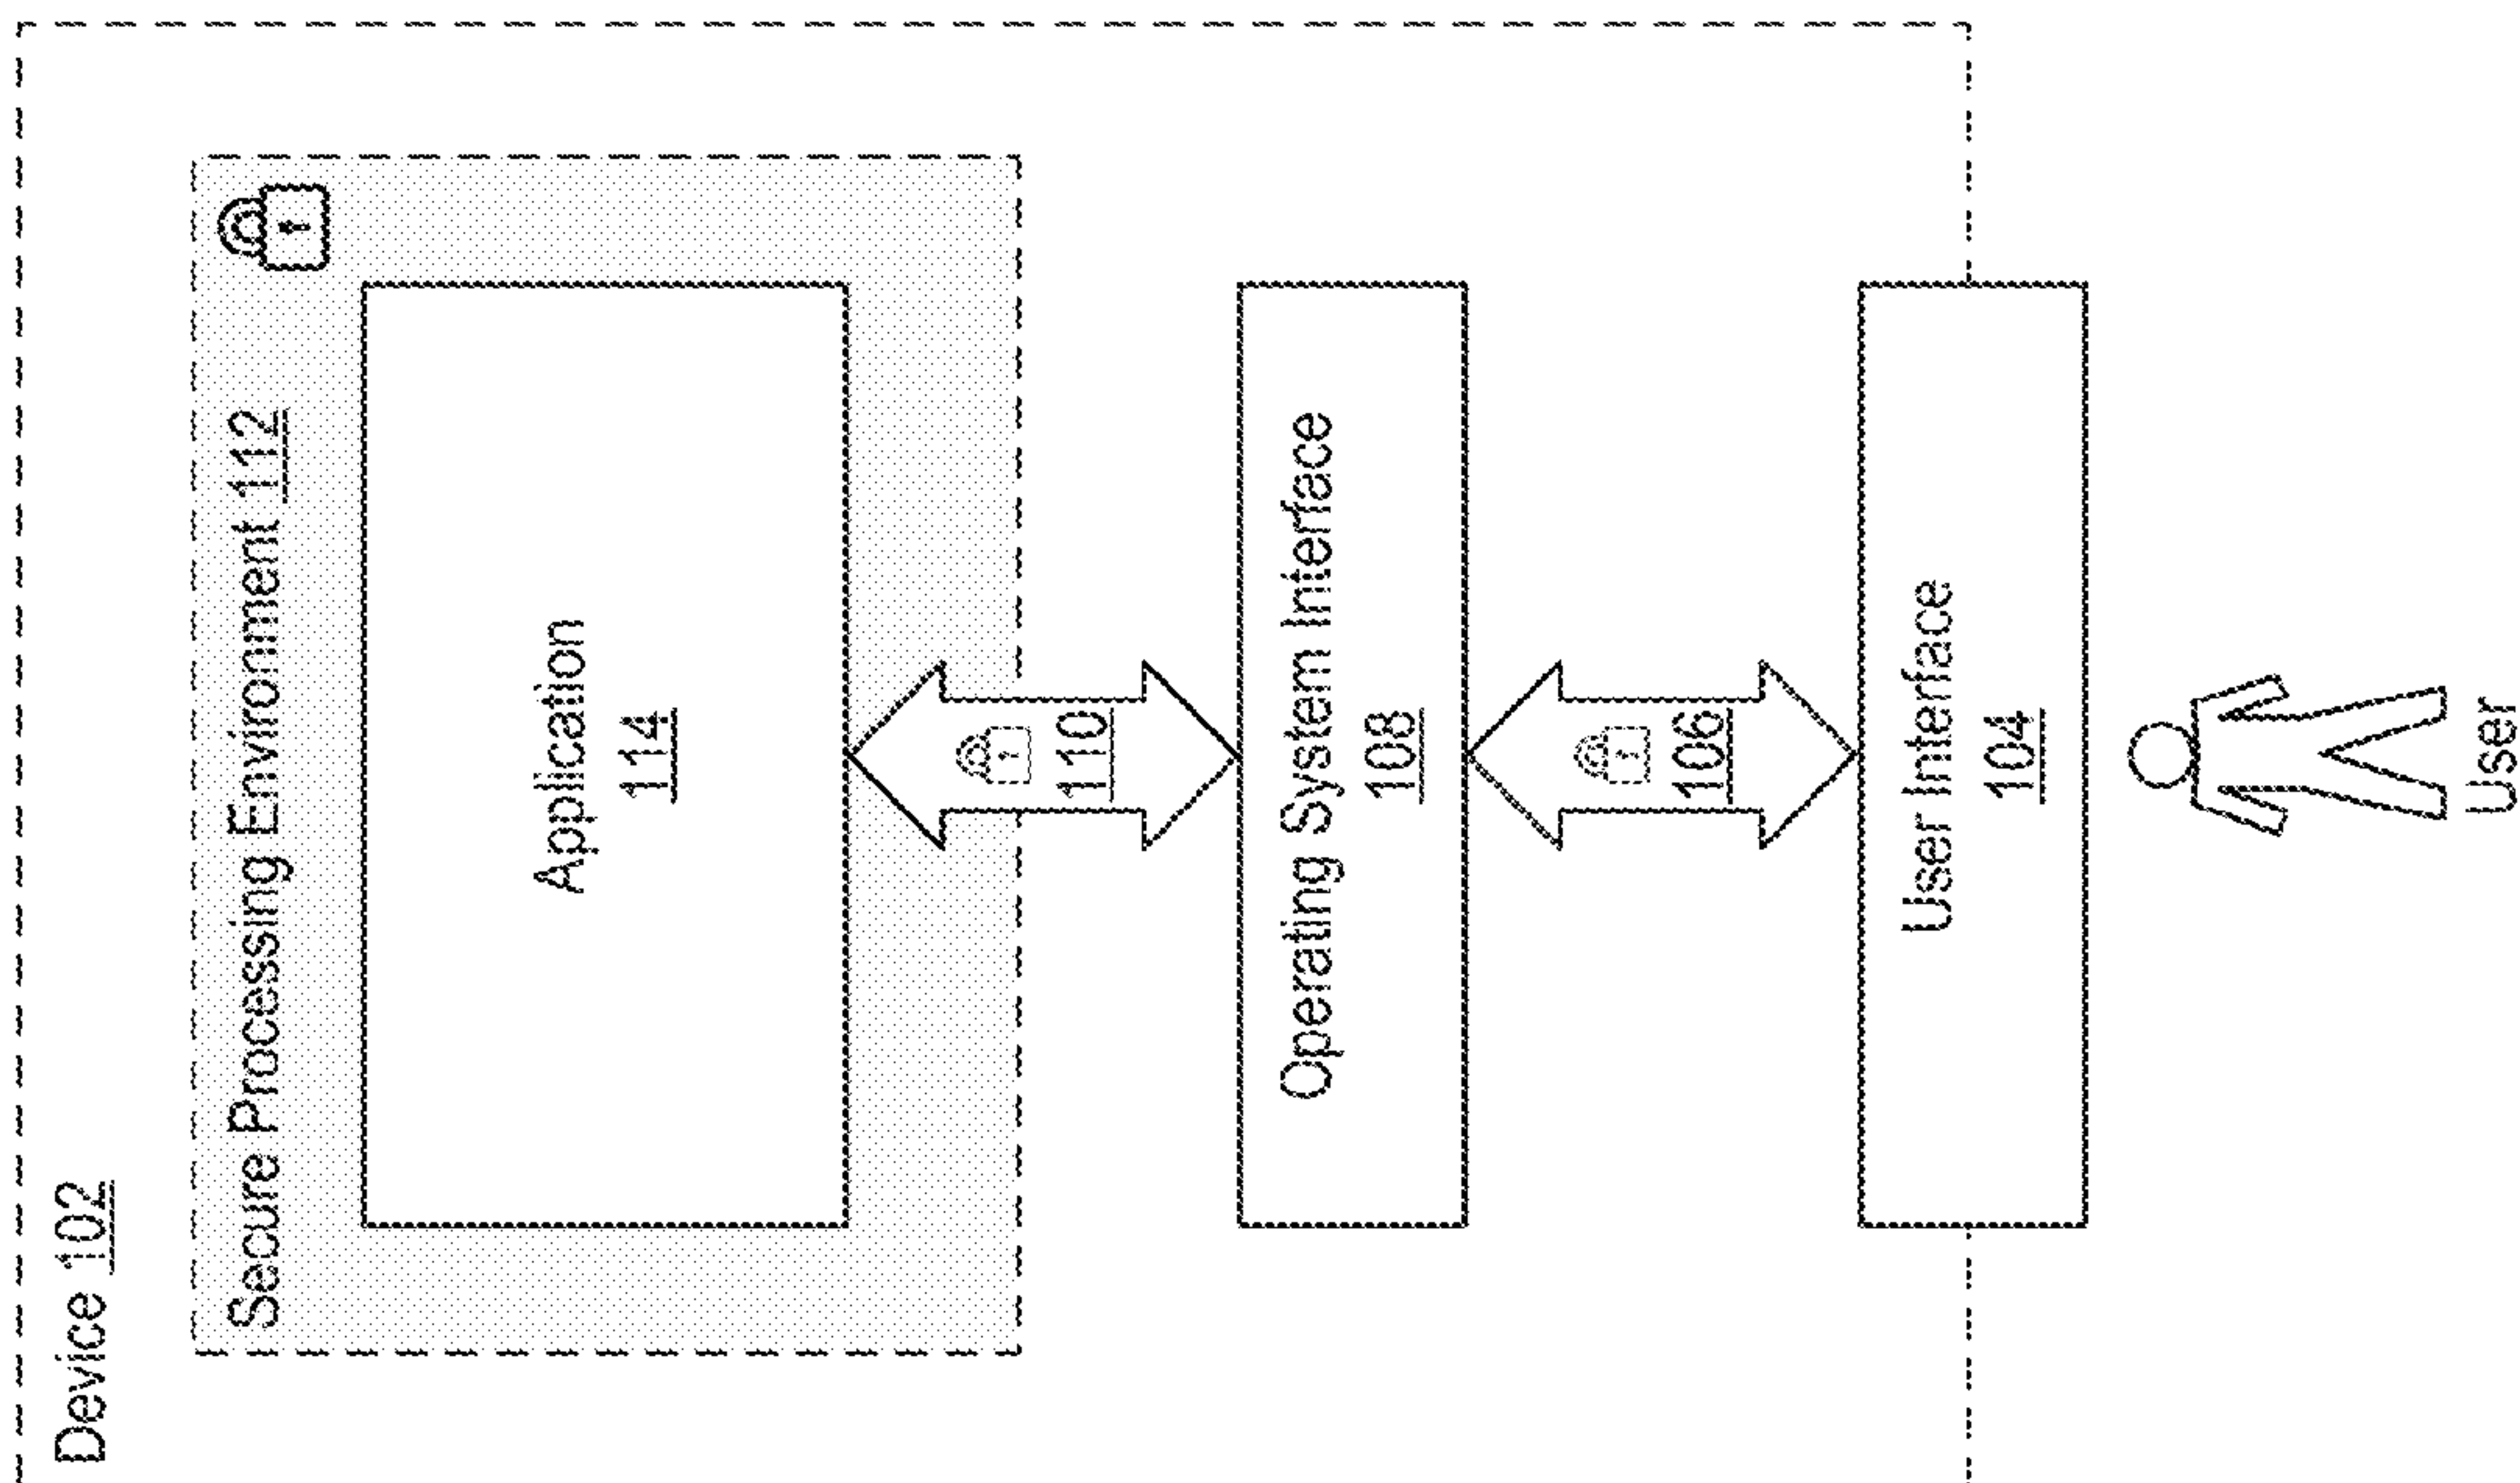 Device 102
Secure Processing Environment 112
Application
114
110
Operating System Interface
108
106
User Interface
104
User